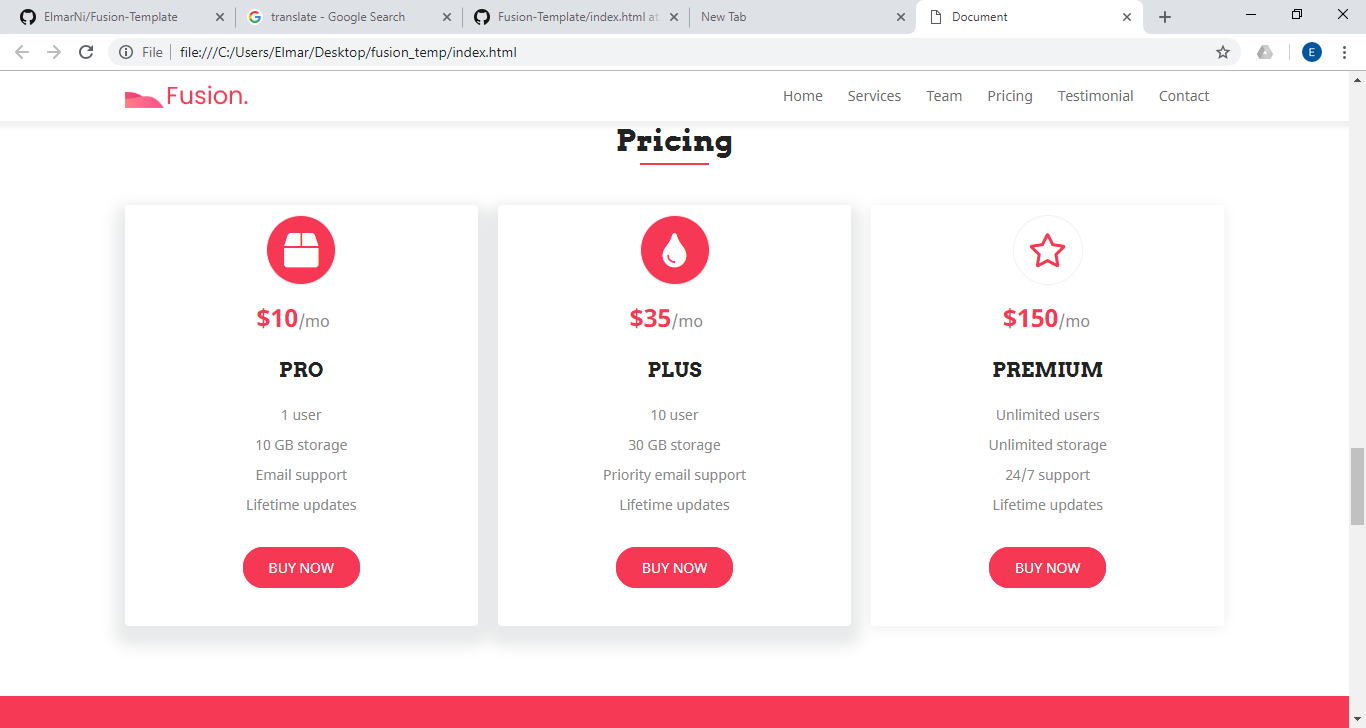 ElmarNi/Fusion-Template
translate - Google Search
Fusion-Template/index.html at
New Tab
Document
File
file:///C:/Users/Elmar/Desktop/fusion_temp/index.html
E
Fusion.
Home
Services
Team
Pricing
Testimonial
Contact
Pricing
$10/mo
PRO
1 user
10 GB storage
Email support
Lifetime updates
BUY NOW
$35/mo
PLUS
10 user
30 GB storage
Priority email support
Lifetime updates
BUY NOW
$150/mo
PREMIUM
Unlimited users
Unlimited storage
24/7 support
Lifetime updates
BUY NOW